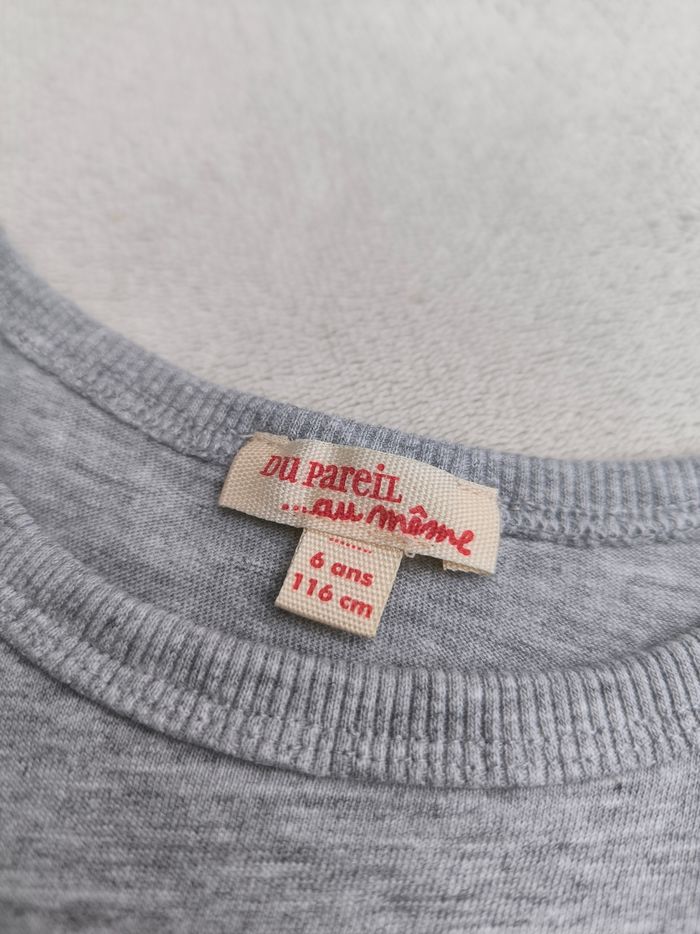 DU PAREIL
...au même
6 ans
116 cm